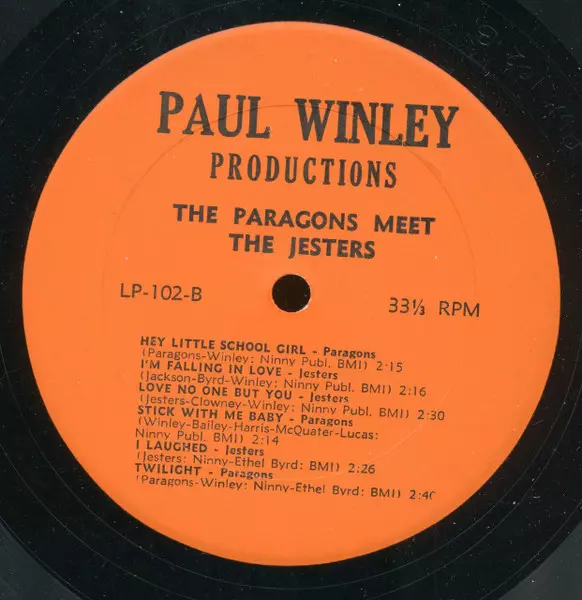 PAUL WINLEY
PRODUCTIONS
THE PARAGONS MEET
THE JESTERS
LP-102-B
33⅓ RPM
HEY LITTLE SCHOOL GIRL - Paragons
(Paragons-Winley: Ninny Publ. BMI) 2:15
I'M FALLING IN LOVE - Jesters
(Jackson-Byrd-Winley: Ninny Publ. BMI) 2:16
LOVE NO ONE BUT YOU - Jesters
(Jesters-Clowney-Winley: Ninny Publ. BMI) 2:30
STICK WITH ME BABY - Paragons
(Winley-Bailey-Harris-McQuater-Lucas:
Ninny Publ. BMI) 2:14
I LAUGHED - Jesters
(Jesters: Ninny-Ethel Byrd: BMI) 2:26
TWILIGHT - Paragons
(Paragons-Winley: Ninny-Ethel Byrd: BMI) 2:40